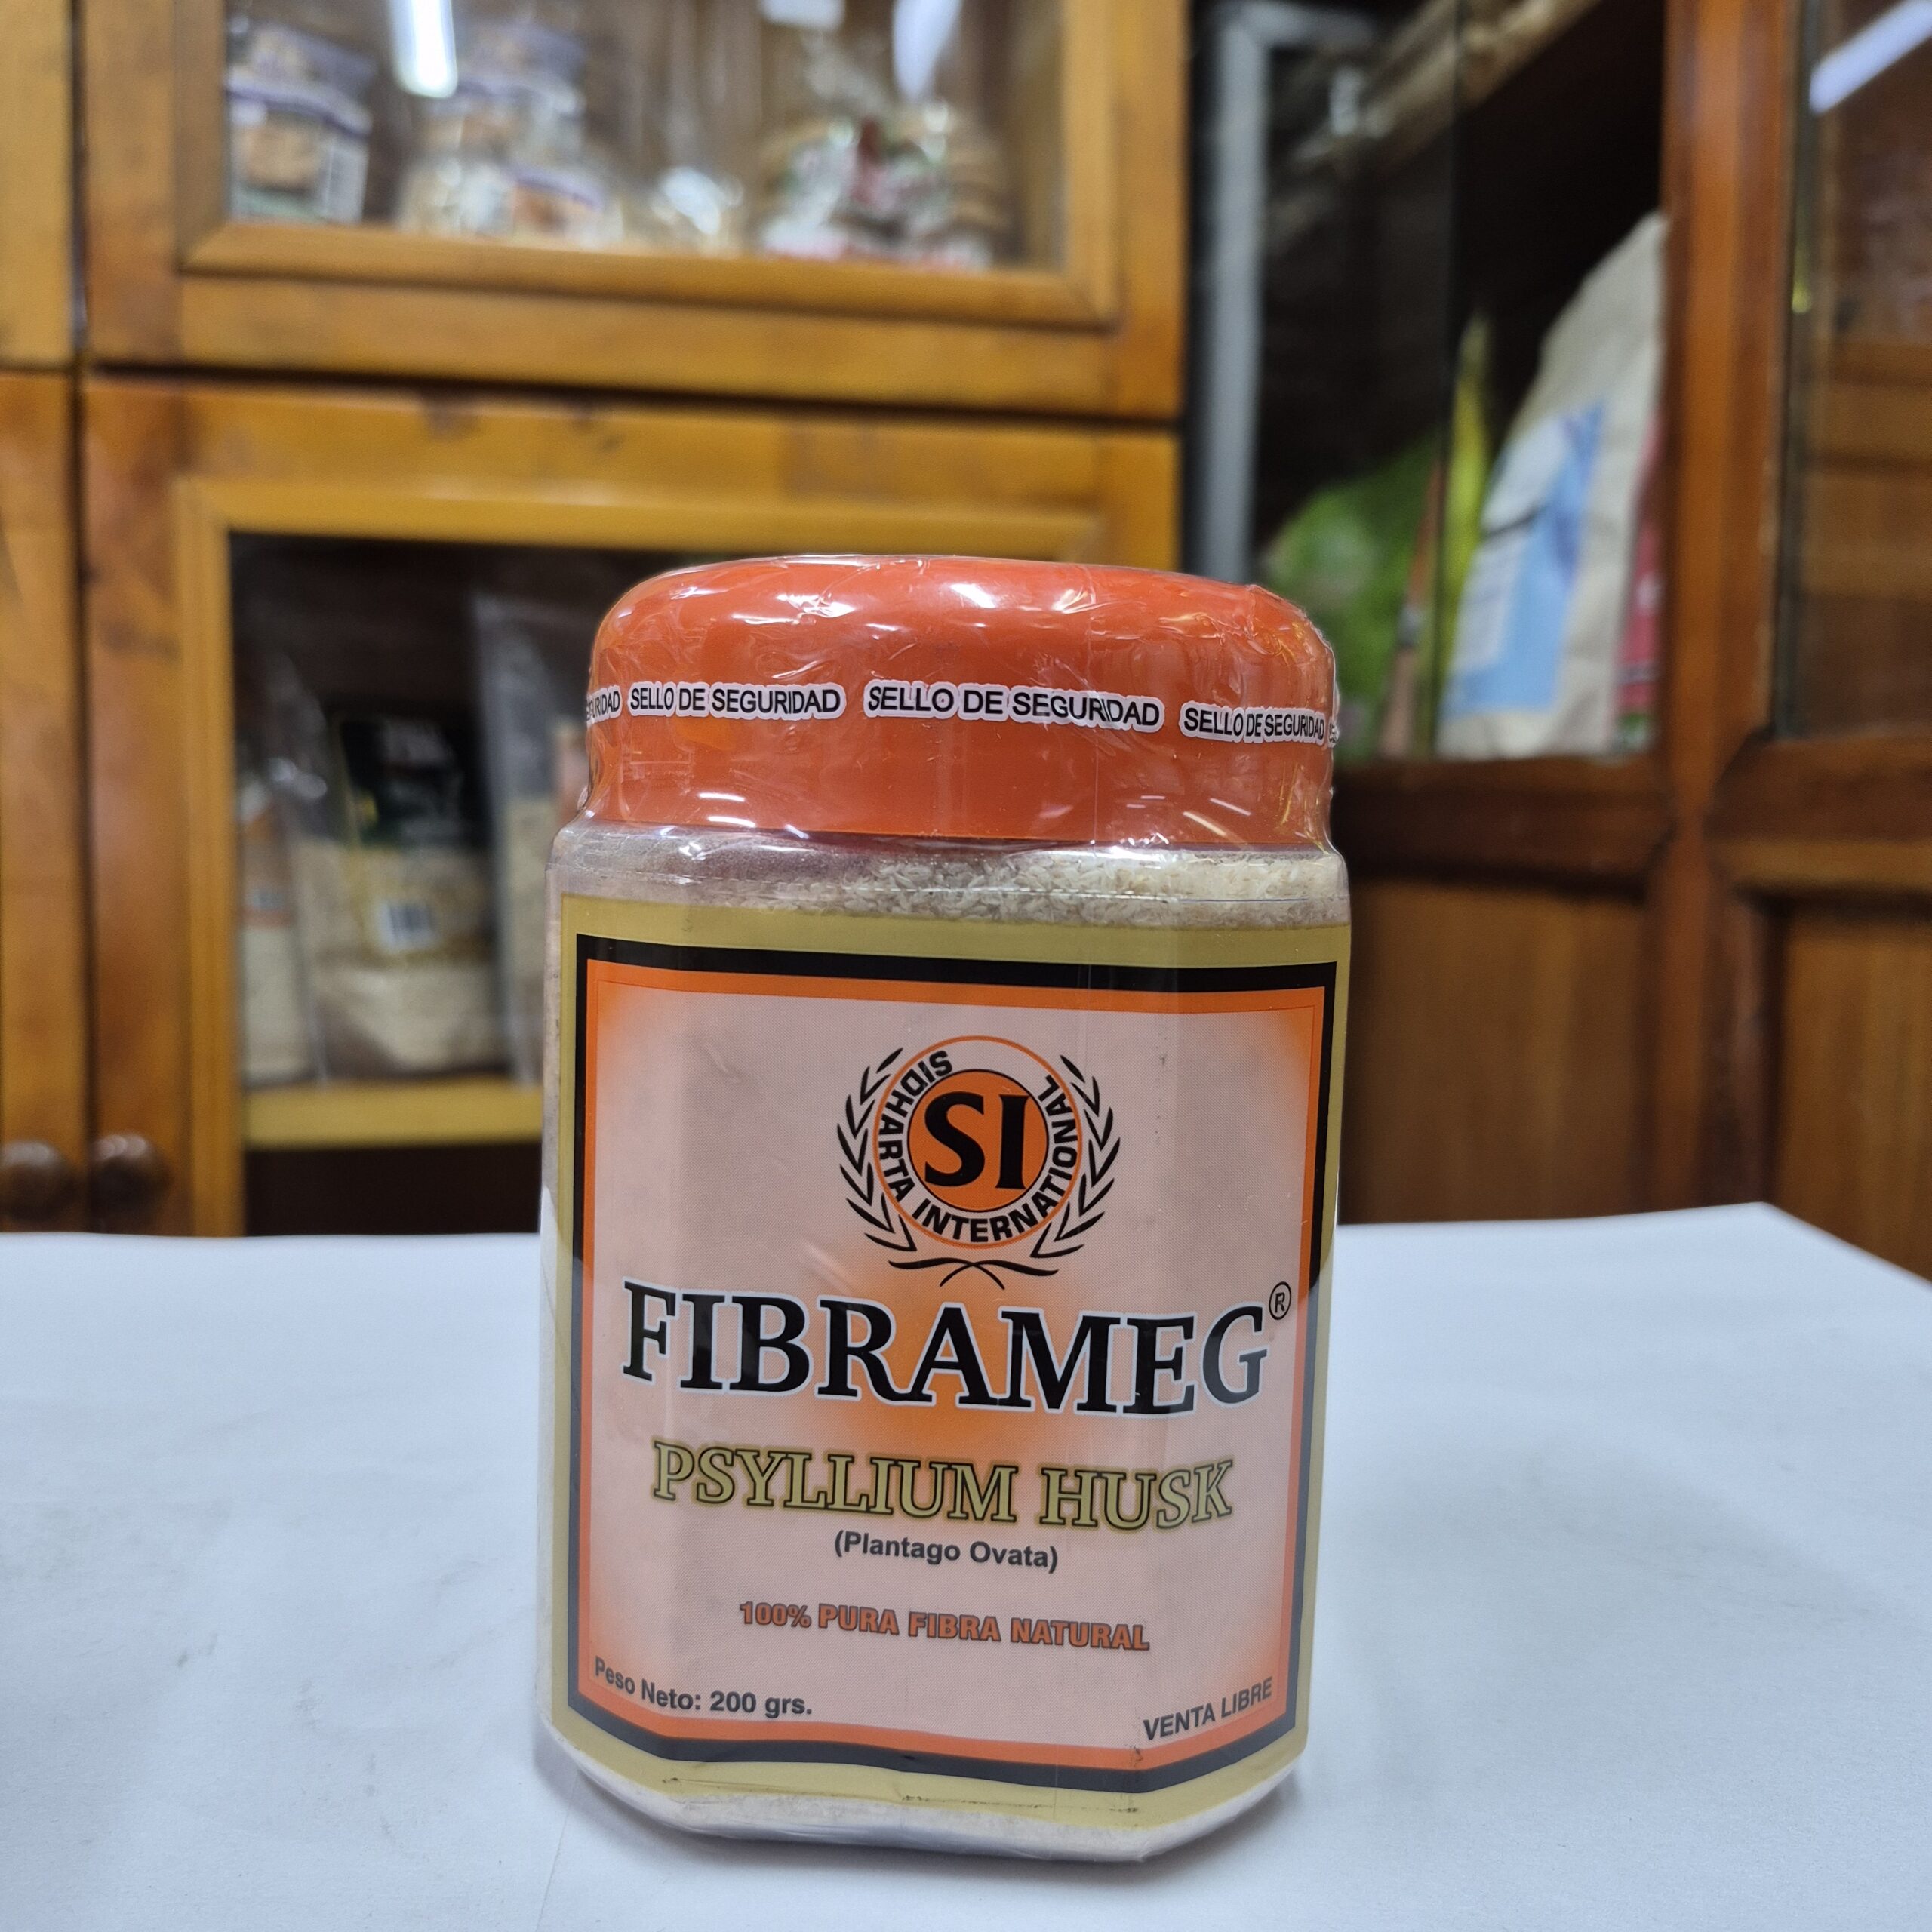 SELLO DE SEGURIDAD SELLO DE SEGURIDAD SELLO DE SEGURIDAD
SIDHARTA INTERNATIONAL
SI
FIBRAMEG®
PSYLLIUM HUSK
(Plantago Ovata)
100% PURA FIBRA NATURAL
Peso Neto: 200 grs.
VENTA LIBRE